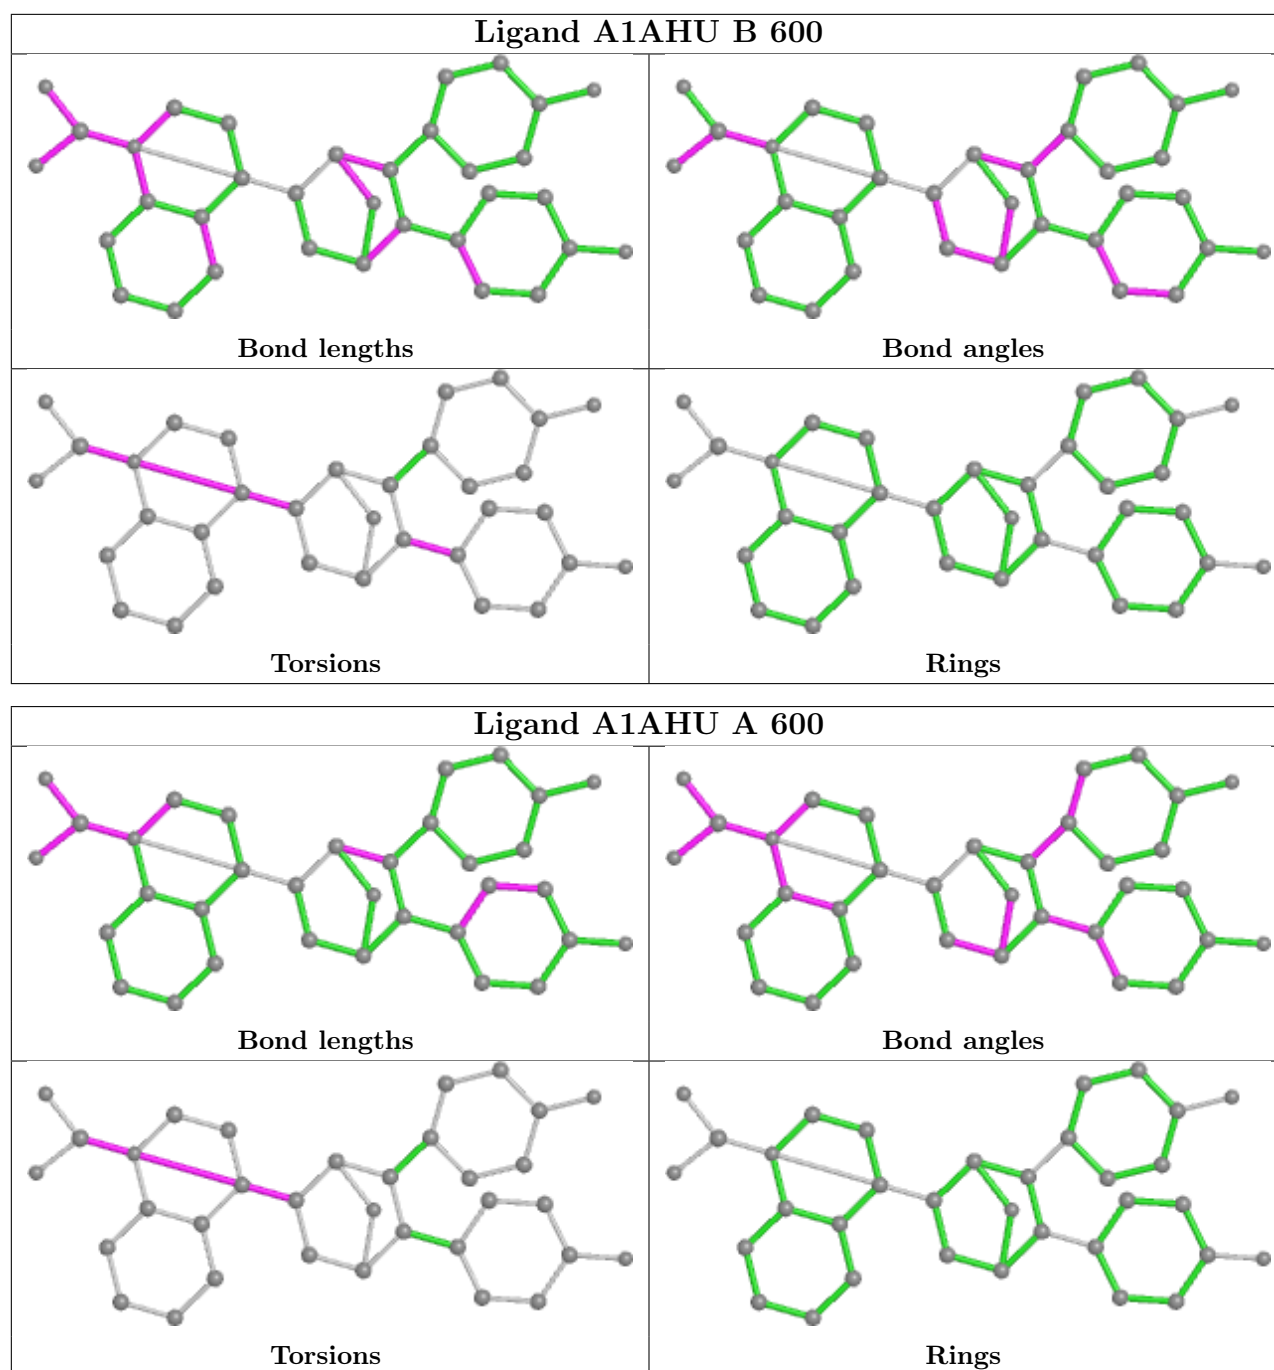 Ligand A1AHU B 600
Bond lengths
Bond angles
Torsions
Rings
Ligand A1AHU A 600
Bond lengths
Bond angles
Torsions
Rings